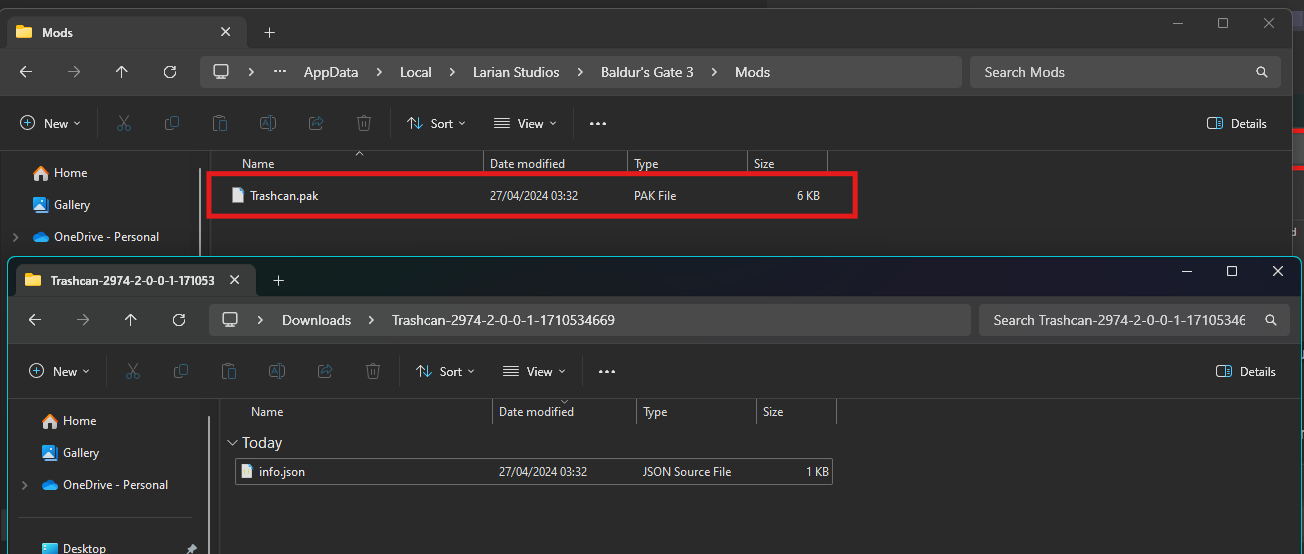 Mods
AppData Local Larian Studios Baldur's Gate 3 Mods Search Mods
New Sort View Details
Name Date modified Type Size
Home
Trashcan.pak 27/04/2024 03:32 PAK File 6 KB
Gallery
OneDrive - Personal
Trashcan-2974-2-0-0-1-171053
Downloads Trashcan-2974-2-0-0-1-1710534669 Search Trashcan-2974-2-0-0-1-17105346
New Sort View Details
Name Date modified Type Size
Home
Today
Gallery
info.json 27/04/2024 03:32 JSON Source File 1 KB
OneDrive - Personal
Desktop